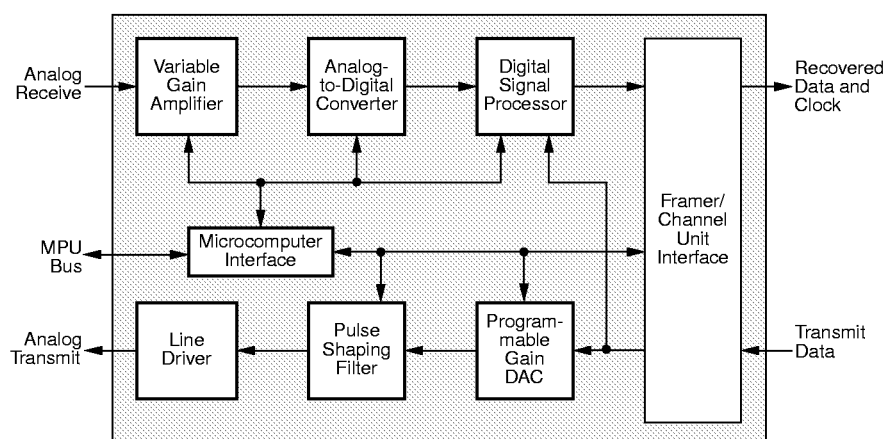 Analog
Receive
Variable
Gain
Amplifier
Analog-
to-Digital
Converter
Digital
Signal
Processor
Recovered
Data and
Clock
Framer/
Channel
Unit
Interface
MPU
Bus
Microcomputer
Interface
Analog
Transmit
Line
Driver
Pulse
Shaping
Filter
Program-
mable
Gain
DAC
Transmit
Data